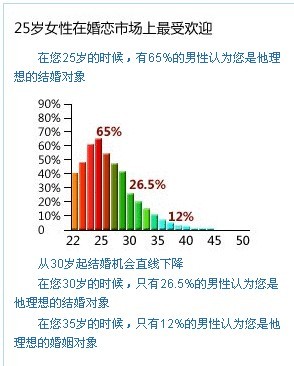 25岁女性在婚恋市场上最受欢迎
在您25岁的时候，有65%的男性认为您是他理
想的结婚对象
90%
80%
70%
60%
50%
40%
30%
20%
10%
0
65%
26.5%
12%
22 25 30 35 40 45 50
从30岁起结婚机会直线下降
在您30岁的时候，只有26.5%的男性认为您是
他理想的结婚对象
在您35岁的时候，只有12%的男性认为您是他
理想的婚姻对象